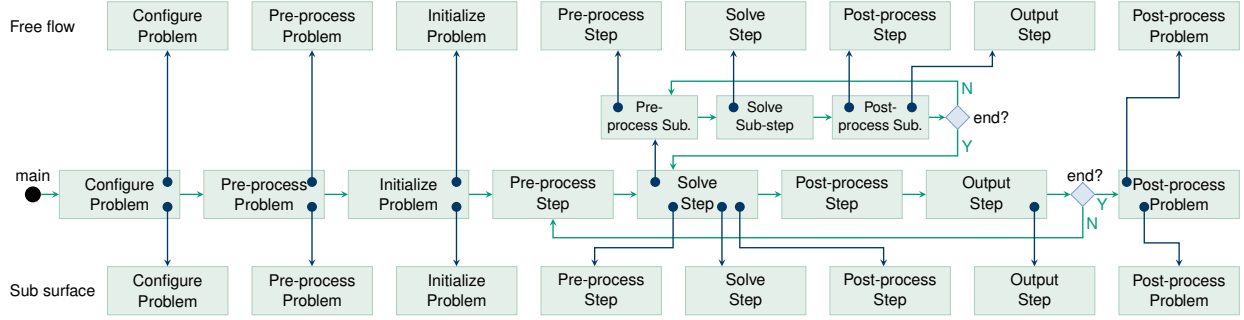 Free flow
Configure
Problem
Pre-process
Problem
Initialize
Problem
Pre-process
Step
Solve
Step
Post-process
Step
Output
Step
Post-process
Problem
N
Pre-
process Sub.
Solve
Sub-step
Post-
process Sub.
end?
Y
main
Configure
Problem
Pre-process
Problem
Initialize
Problem
Pre-process
Step
Solve
Step
Post-process
Step
Output
Step
end?
Y
N
Post-process
Problem
Sub surface
Configure
Problem
Pre-process
Problem
Initialize
Problem
Pre-process
Step
Solve
Step
Post-process
Step
Output
Step
Post-process
Problem